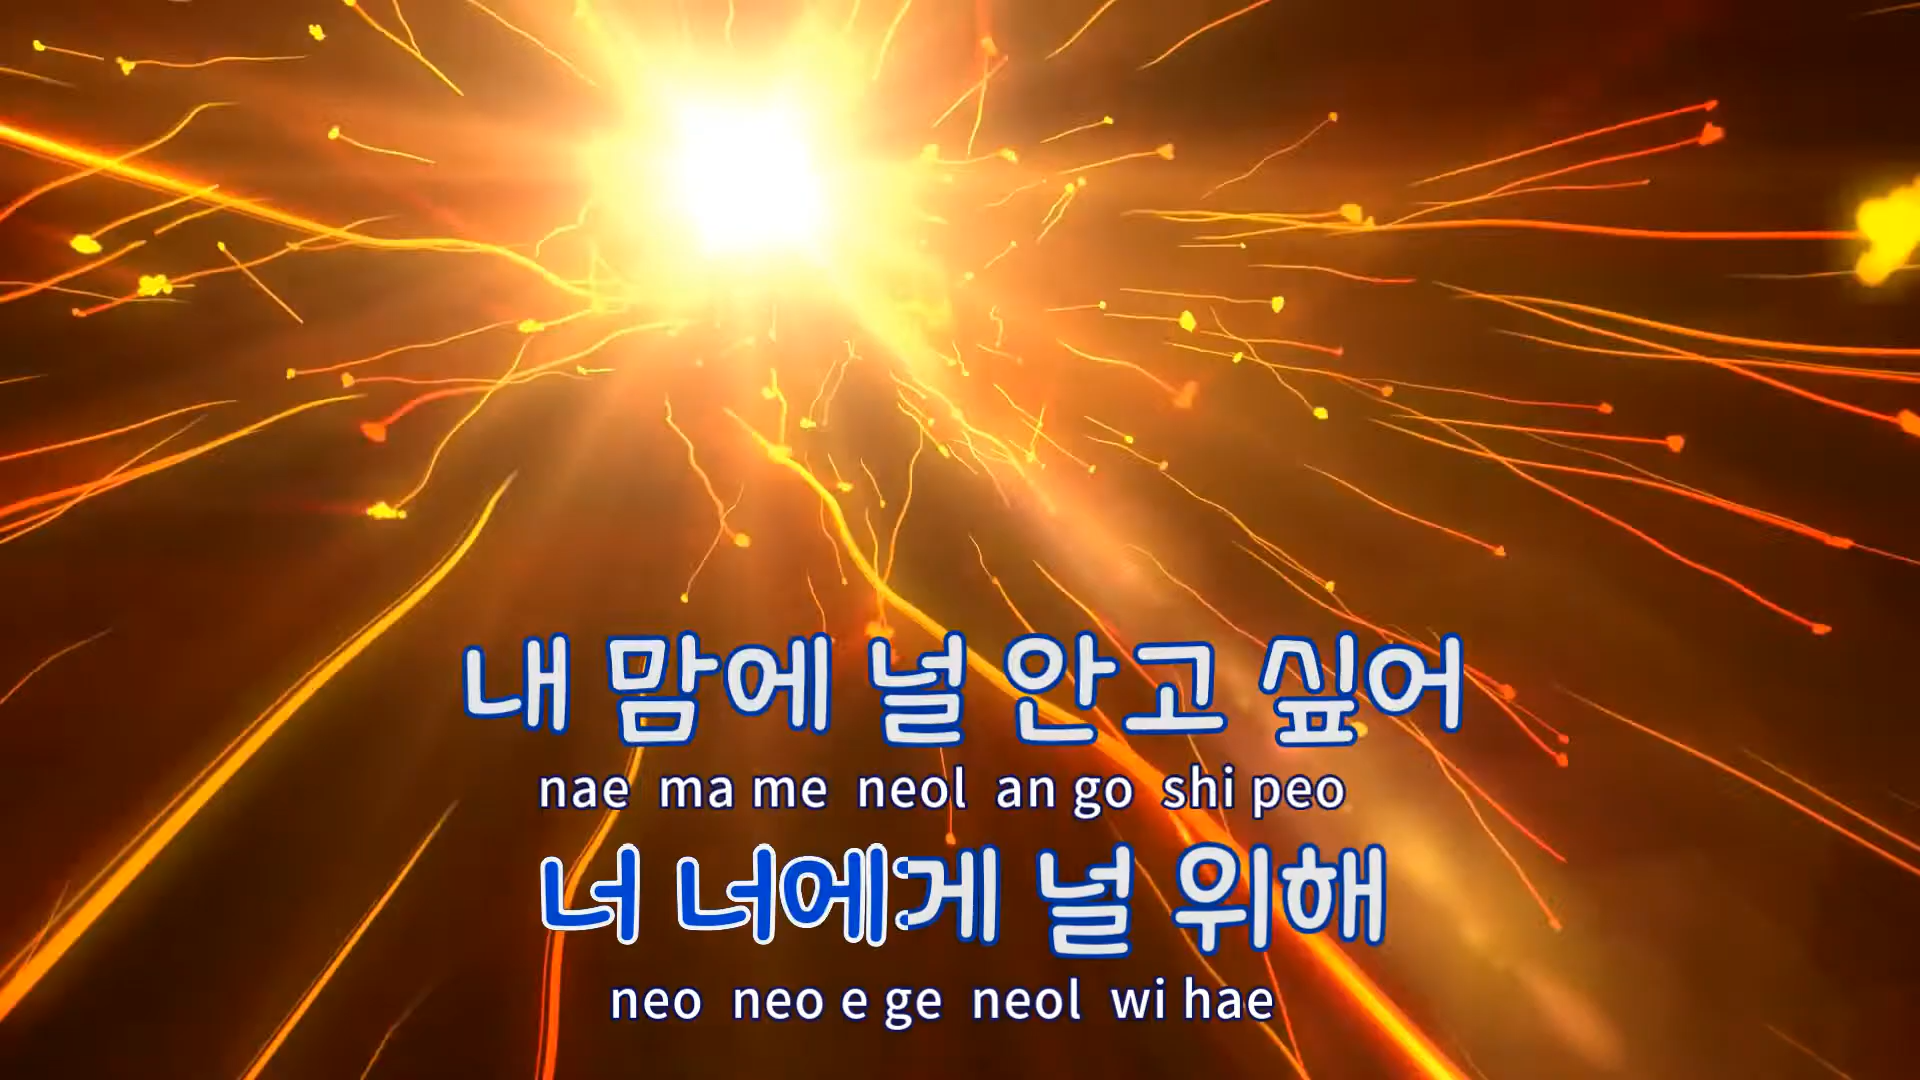 내 맘에 널 안고 싶어
nae ma me neol an go shi peo
너 너에게 널 위해
neo neo e ge neol wi hae